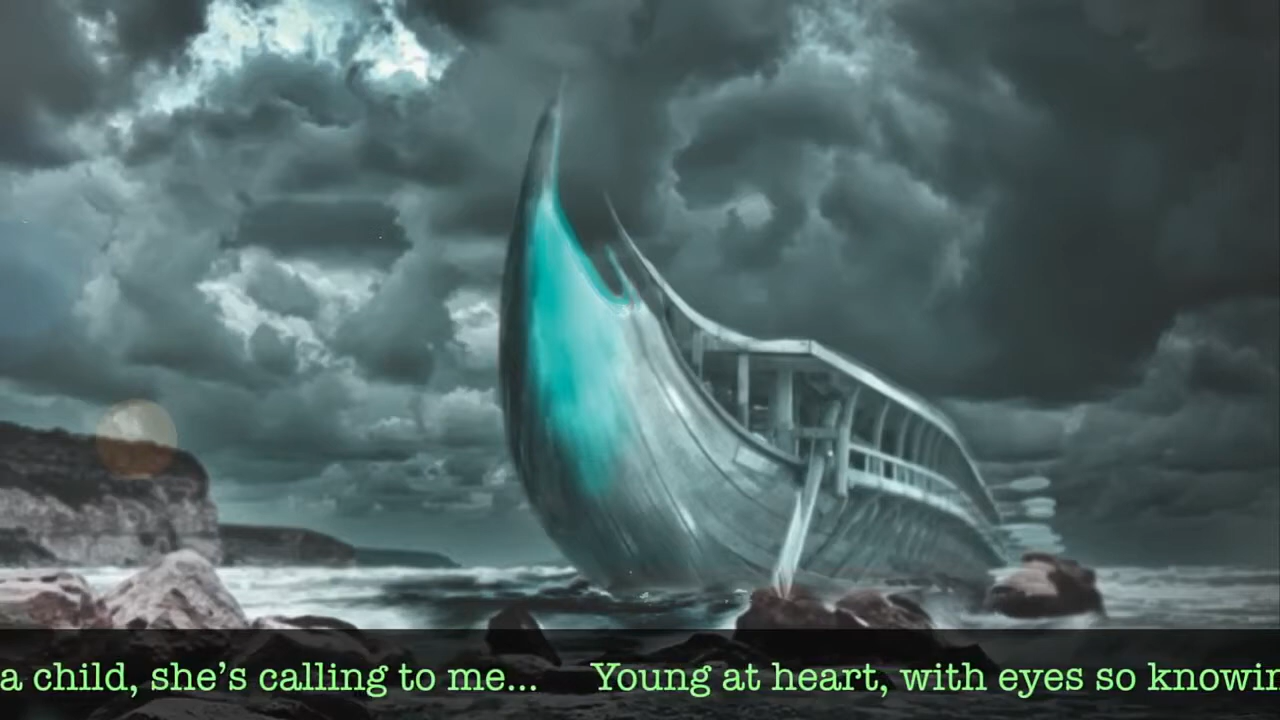 a child, she's calling to me... Young at heart, with eyes so knowin